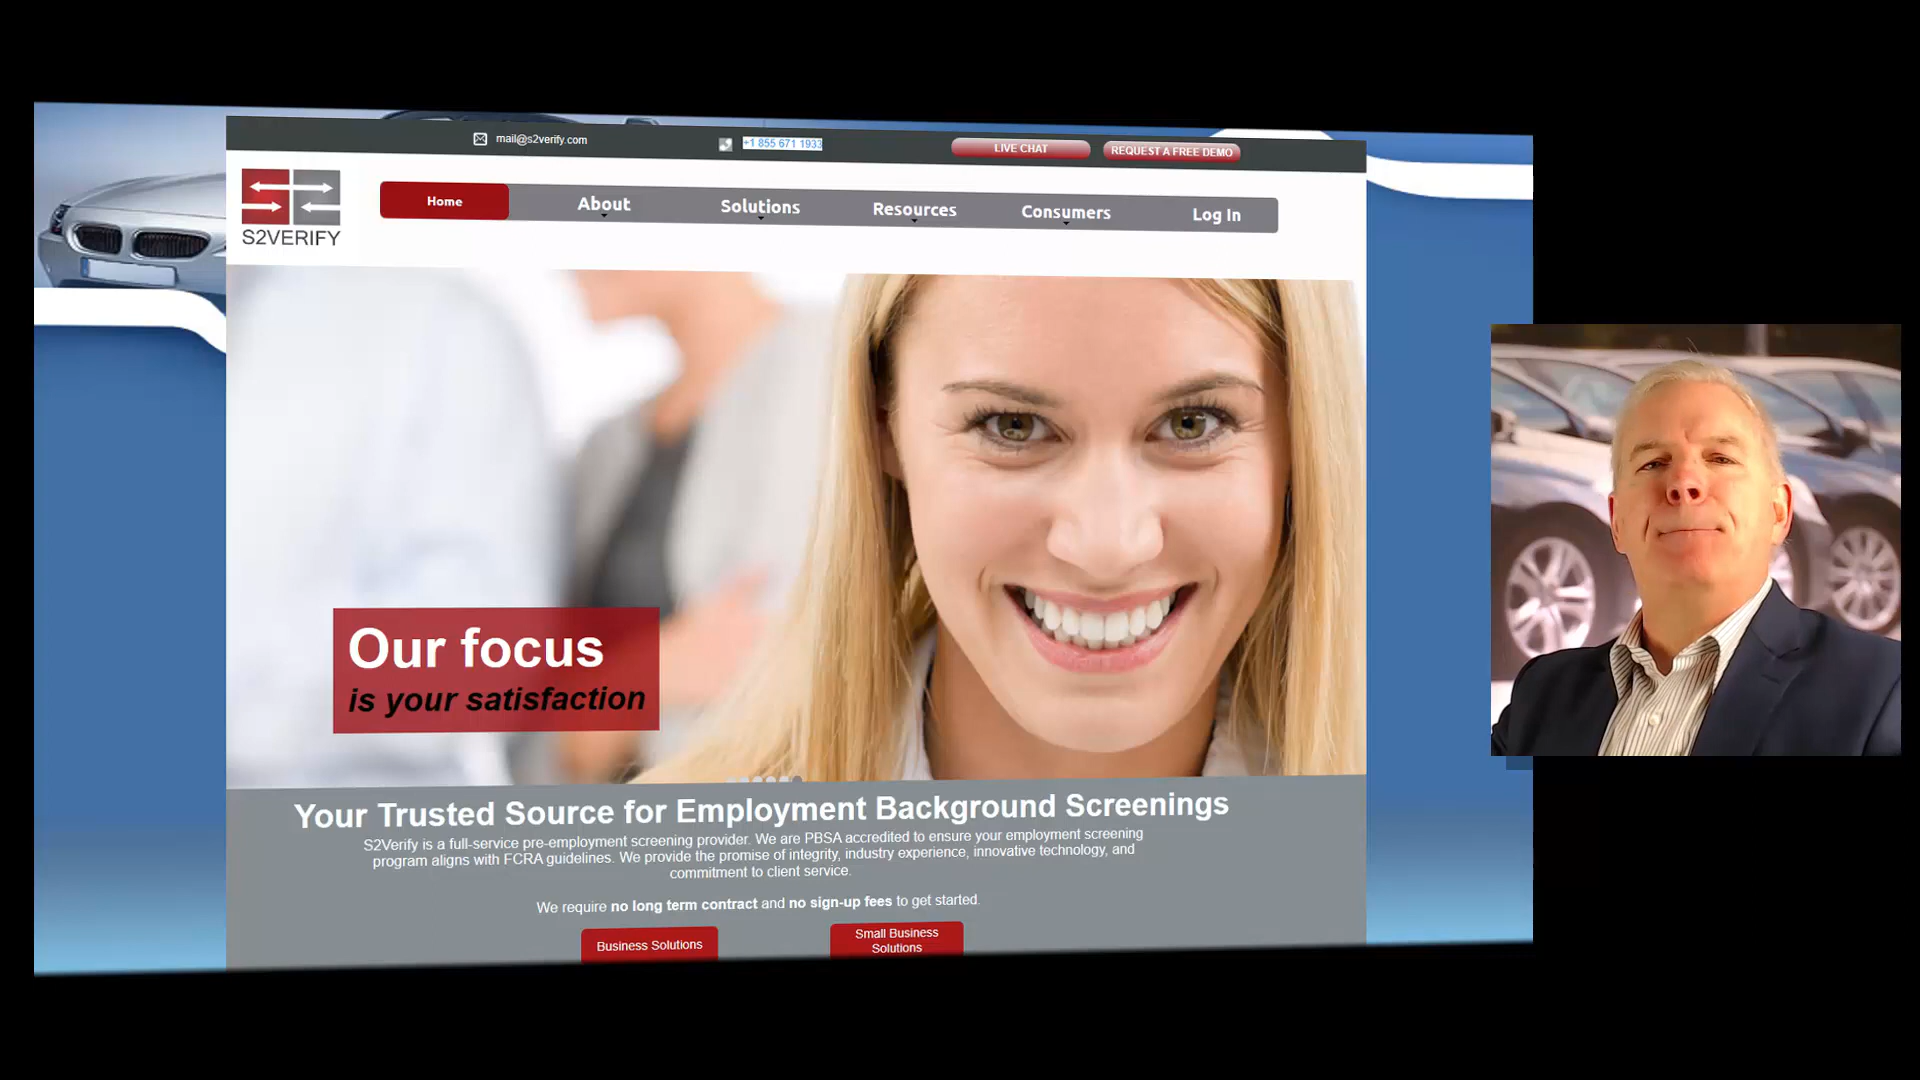 mail@s2verify.com
+1 855 671 1933
LIVE CHAT
REQUEST A FREE DEMO
S2VERIFY
Home
About
Solutions
Resources
Consumers
Log In
Our focus
is your satisfaction
Your Trusted Source for Employment Background Screenings
S2Verify is a full-service pre-employment screening provider. We are PBSA accredited to ensure your employment screening
program aligns with FCRA guidelines. We provide the promise of integrity, industry experience, innovative technology, and
commitment to client service.
We require no long term contract and no sign-up fees to get started.
Business Solutions
Small Business
Solutions